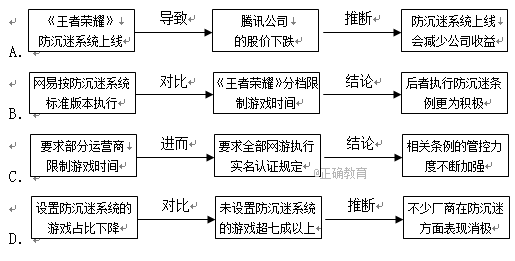 《王者荣耀》↓ 导致 腾讯公司↓ 推断 防沉迷系统上线↓
A. 防沉迷系统上线↵ 的股价下跌↵ 会减少公司收益↵
网易按防沉迷系统↓ 对比 《王者荣耀》分档限 结论 后者执行防沉迷条
B. 标准版本执行↵ 制游戏时间↵ 例更为积极↵
要求部分运营商↓ 进而 要求全部网游执行 结论 相关条例的管控力
C. 限制游戏时间↵ 实名认证规定↵ 度不断加强↵
@正确教育
设置防沉迷系统的 对比 未设置防沉迷系统 推断 不少厂商在防沉迷
D. 游戏占比下降↵ 的游戏超七成以上↵ 方面表现消极↵